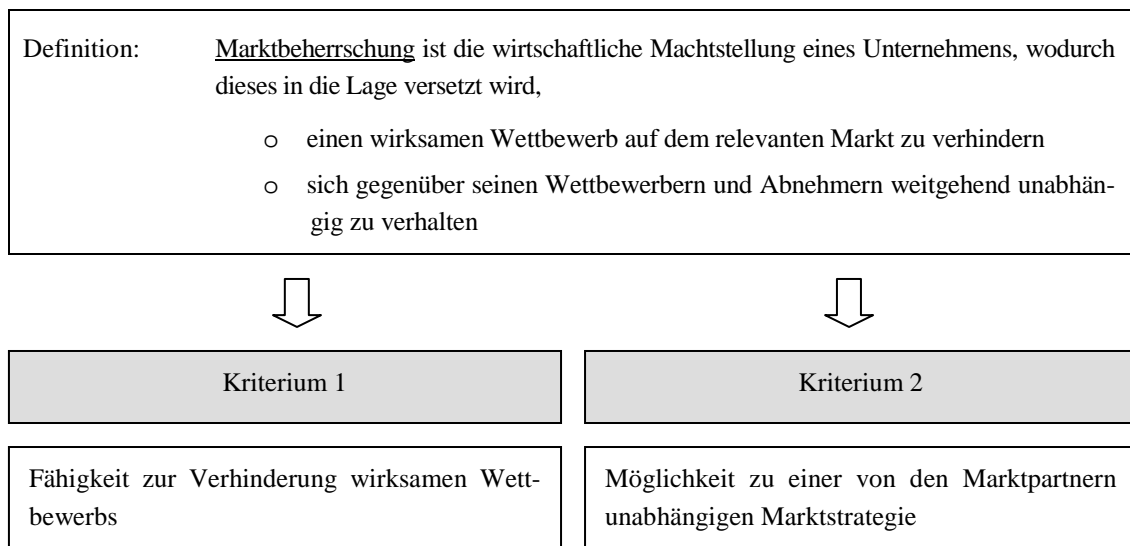 Definition: Marktbeherrschung ist die wirtschaftliche Machtstellung eines Unternehmens, wodurch
dieses in die Lage versetzt wird,
o einen wirksamen Wettbewerb auf dem relevanten Markt zu verhindern
o sich gegenüber seinen Wettbewerbern und Abnehmern weitgehend unabhän-
gig zu verhalten
Kriterium 1
Kriterium 2
Fähigkeit zur Verhinderung wirksamen Wett-
bewerbs
Möglichkeit zu einer von den Marktpartnern
unabhängigen Marktstrategie